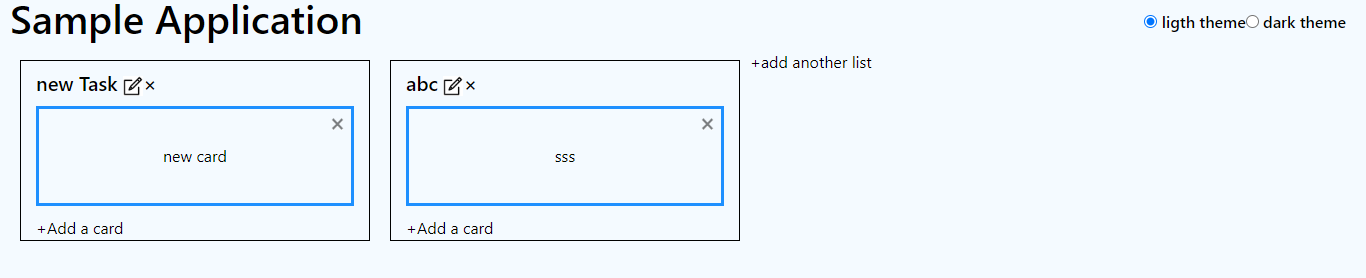 Sample Application
ligth theme dark theme
new Task ×
new card
+Add a card
abc ×
sss
+Add a card
+add another list